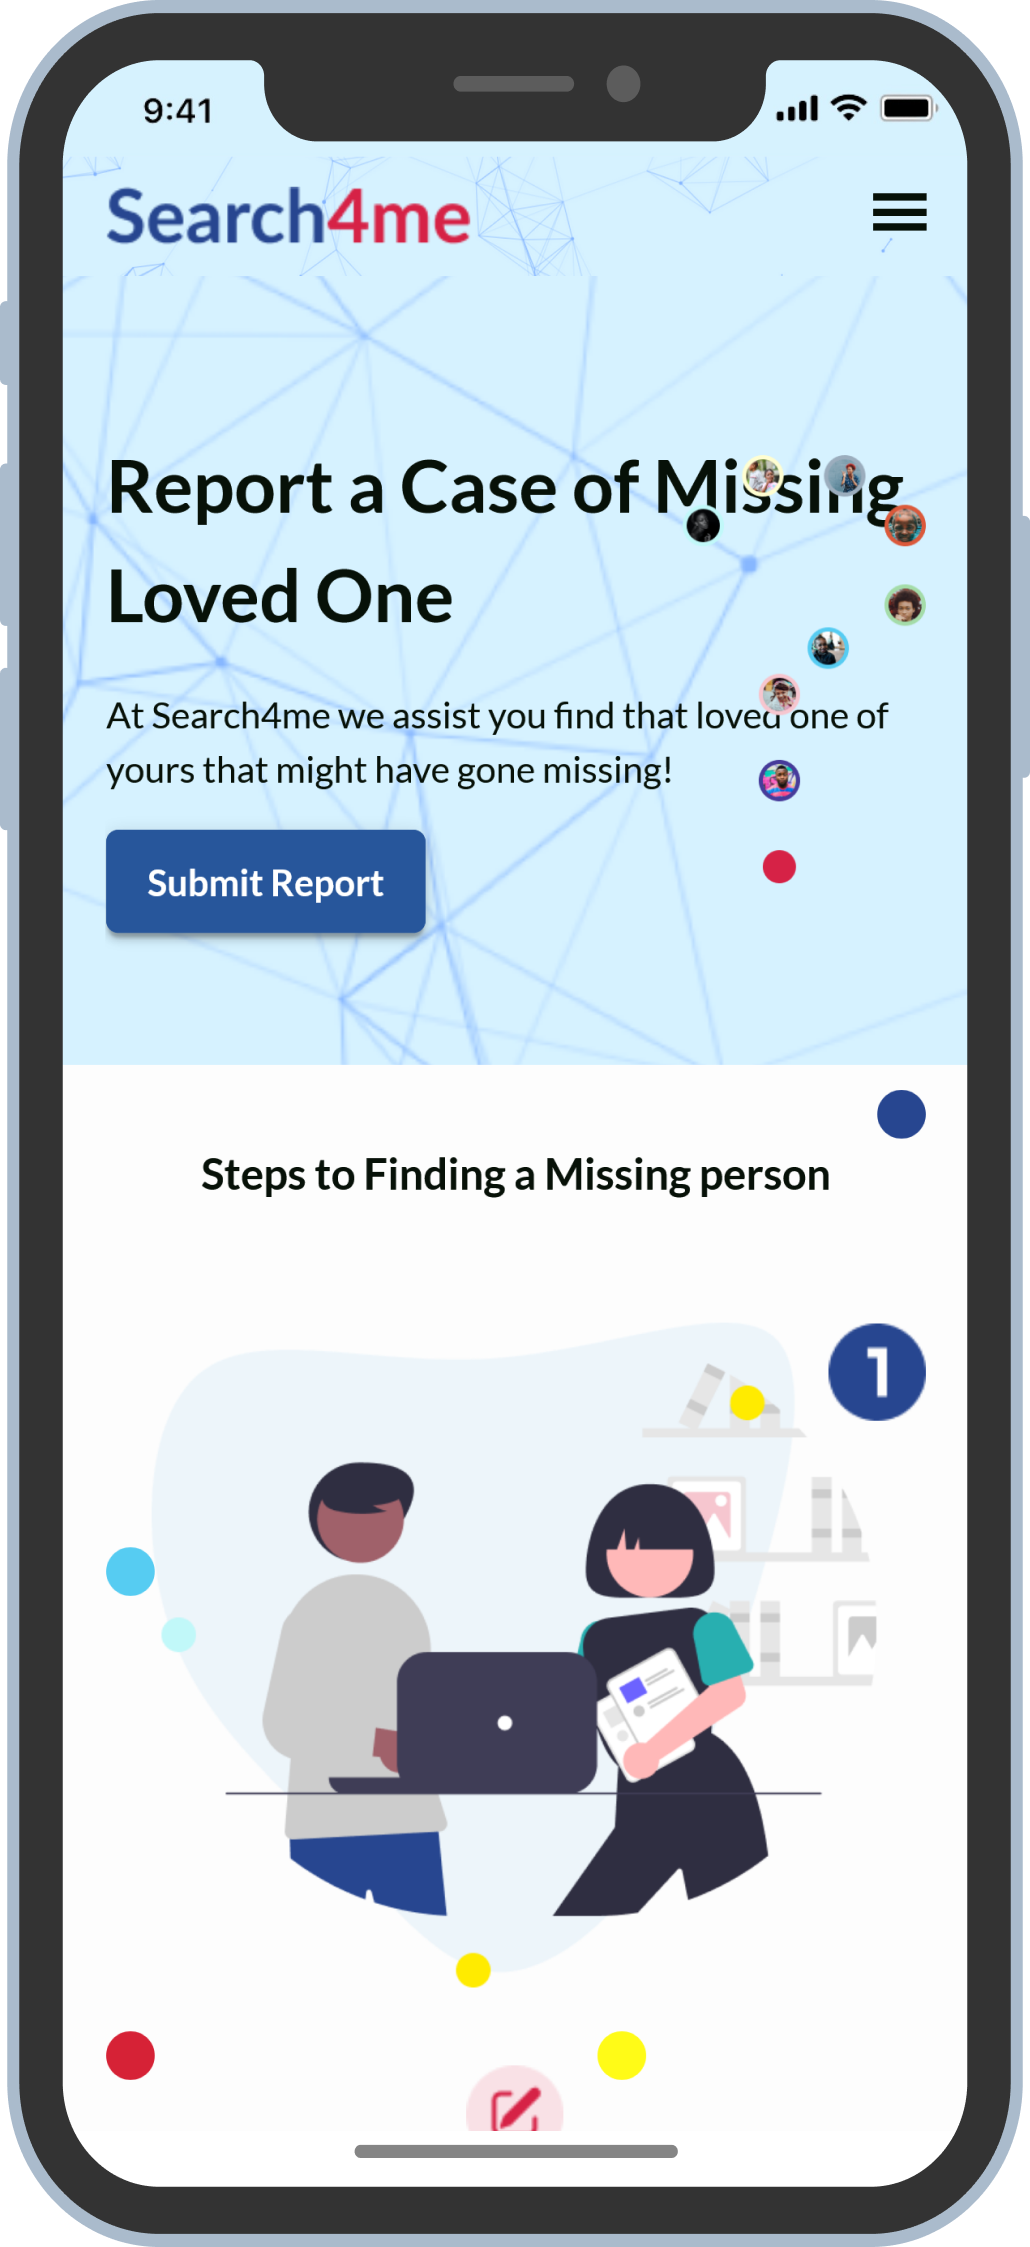 9:41
Search4me
Report a Case of Missing
Loved One
At Search4me we assist you find that loved one of
yours that might have gone missing!
Submit Report
Steps to Finding a Missing person
1